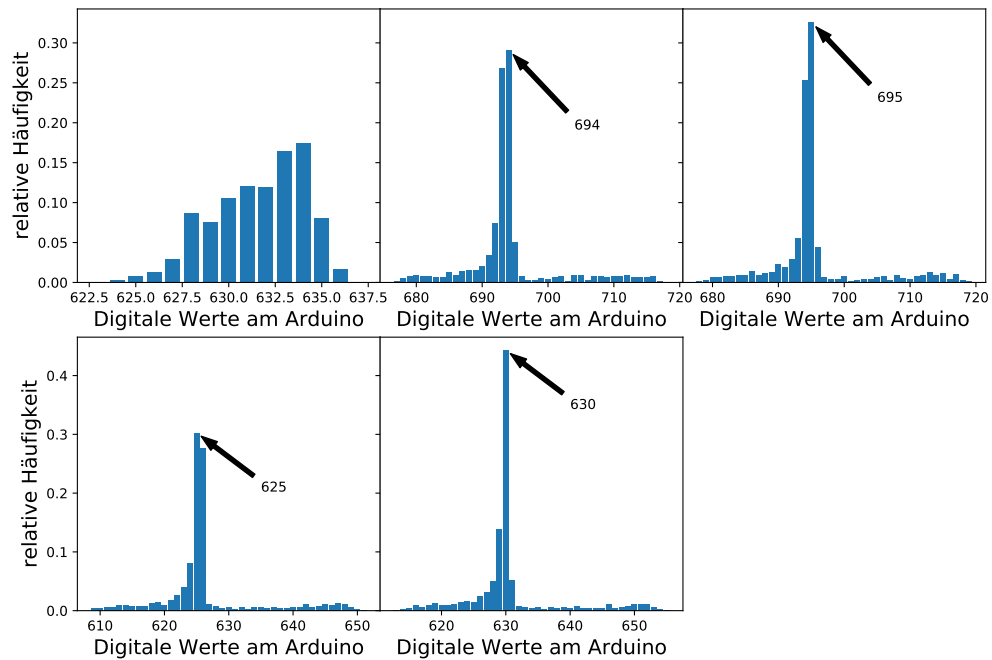 relative Häufigkeit
0.30
0.25
0.20
0.15
0.10
0.05
0.00
622.5 625.0 627.5 630.0 632.5 635.0 637.5
Digitale Werte am Arduino
694
680 690 700 710 720
Digitale Werte am Arduino
695
680 690 700 710 720
Digitale Werte am Arduino
relative Häufigkeit
0.4
0.3
0.2
0.1
0.0
625
610 620 630 640 650
Digitale Werte am Arduino
630
620 630 640 650
Digitale Werte am Arduino